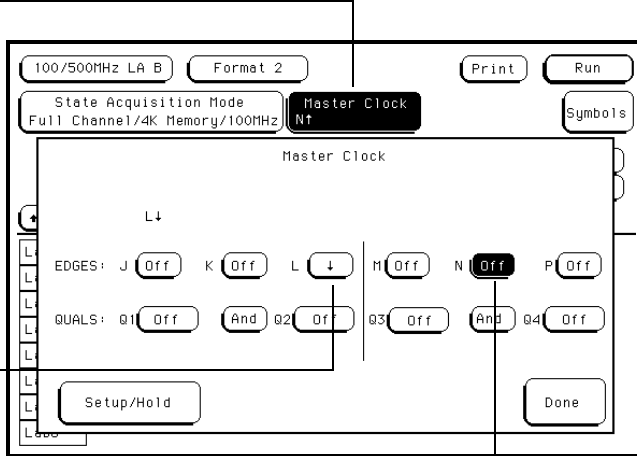 100/500MHz LA B Format 2 Print Run
State Acquisition Mode
Full Channel/4K Memory/100MHz
Master Clock
N↑
Symbols
Master Clock
L↓
EDGES: J Off K Off L ↓ M Off N Off P Off
QUALS: Q1 Off And Q2 Off Q3 Off And Q4 Off
Setup/Hold Done